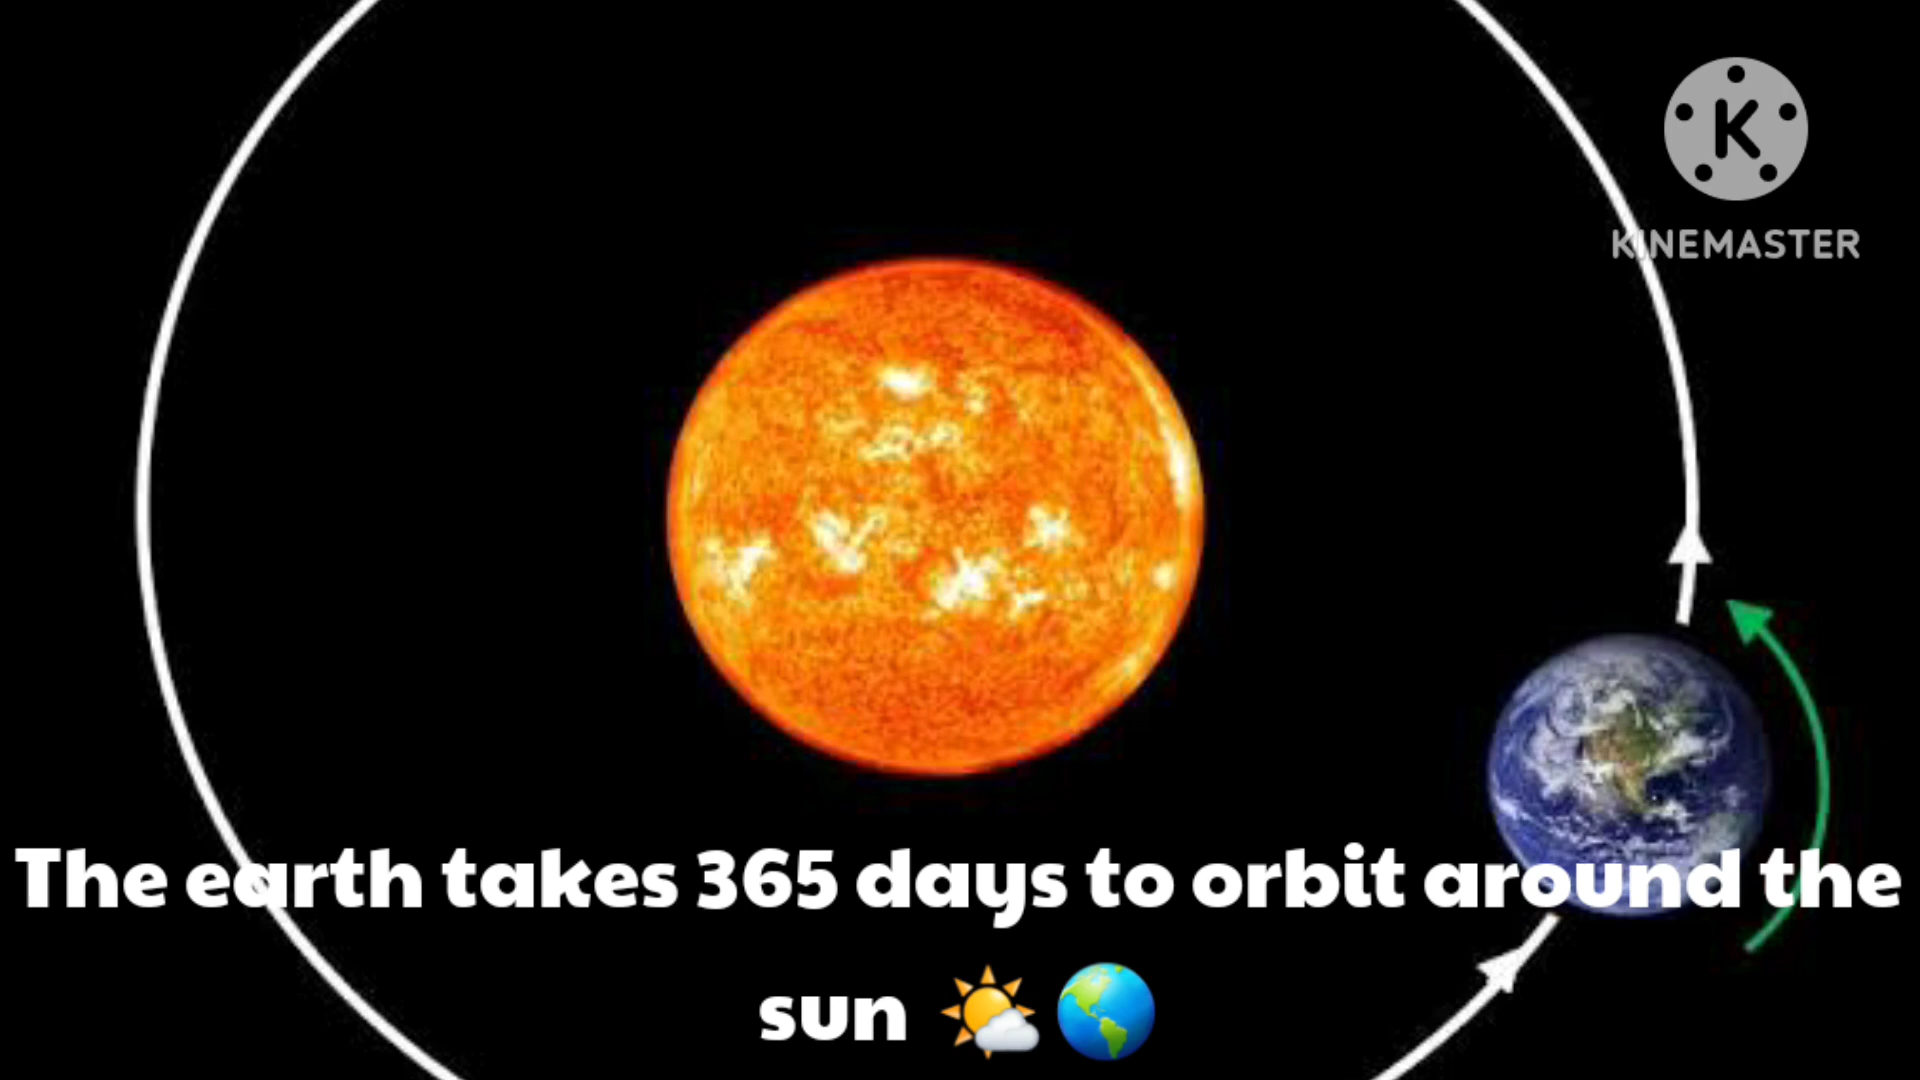 K
KINEMASTER
The earth takes 365 days to orbit around the
sun 🌤️🌎